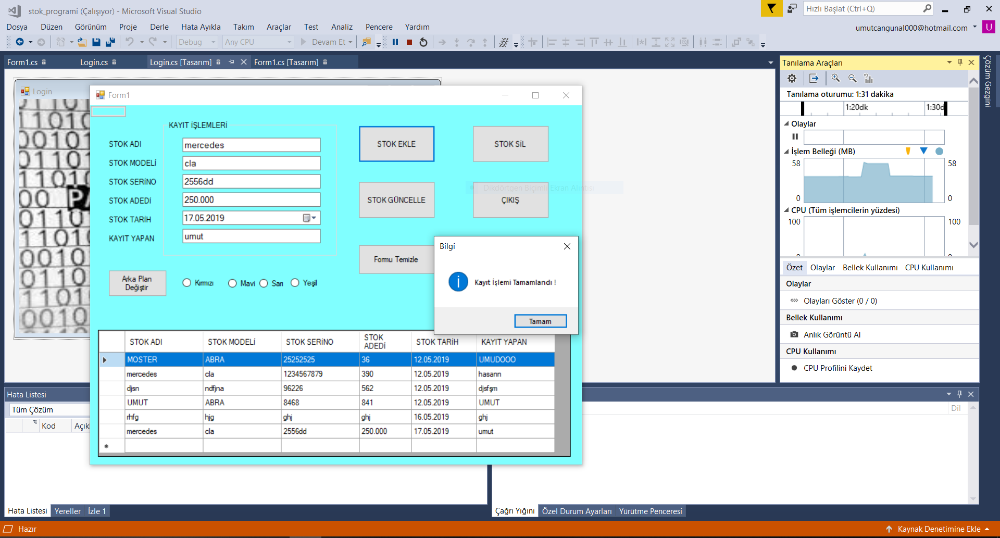 stok_programi (Çalışıyor) - Microsoft Visual Studio
Hızlı Başlat (Ctrl+Q)
Dosya Düzen Görünüm Proje Derle Hata Ayıkla Takım Araçlar Test Analiz Pencere Yardım
umutcangunal000@hotmail.com U
Debug Any CPU Devam Et
Form1.cs Login.cs Login.cs [Tasarım] Form1.cs [Tasarım]
Login
Form1
KAYIT İŞLEMLERİ
STOK ADI mercedes
STOK MODELİ cla
STOK SERİNO 2556dd
STOK ADEDİ 250.000
STOK TARİH 17.05.2019
KAYIT YAPAN umut
STOK EKLE STOK SİL
STOK GÜNCELLE ÇIKIŞ
Dikdörtgen Biçimli Ekran Alıntısı
Formu Temizle
Arka Plan
Değiştir
Kırmızı Mavi Sarı Yeşil
Bilgi
Kayıt İşlemi Tamamlandı !
Tamam
STOK ADI STOK MODELİ STOK SERİNO STOK ADEDİ STOK TARİH KAYIT YAPAN
MOSTER ABRA 25252525 36 12.05.2019 UMUDOOO
mercedes cla 1234567879 390 12.05.2019 hasann
djsn ndfjna 96226 562 12.05.2019 djsfşm
UMUT ABRA 8468 841 12.05.2019 UMUT
rhfg hjg ghj ghj 16.05.2019 ghj
mercedes cla 2556dd 250.000 17.05.2019 umut
Tanılama Araçları
Tanılama oturumu: 1:31 dakika
1:20dk 1:30d
Olaylar
İşlem Belleği (MB)
58 58
0 0
CPU (Tüm işlemcilerin yüzdesi)
100 100
0 0
Özet Olaylar Bellek Kullanımı CPU Kullanımı
Olaylar
Olayları Göster (0 / 0)
Bellek Kullanımı
Anlık Görüntü Al
CPU Kullanımı
CPU Profilini Kaydet
Çözüm Gezgini
Hata Listesi
Tüm Çözüm
Kod Açık
Dil
Hata Listesi Yereller İzle 1
Çağrı Yığını Özel Durum Ayarları Yürütme Penceresi
Hazır
Kaynak Denetimine Ekle